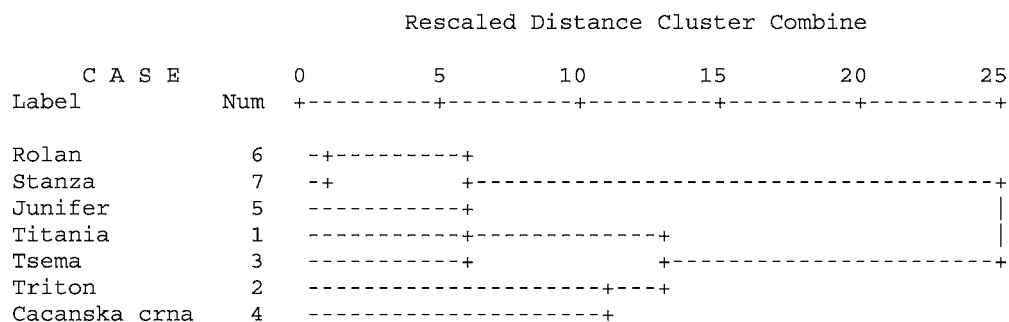 Rescaled Distance Cluster Combine
C A S E 0 5 10 15 20 25
Label Num +---------+---------+---------+---------+---------+
Rolan 6 -+---------+
Stanza 7 -+ +-------------------------------------+
Junifer 5 -----------+ |
Titania 1 -----------+-------------+ |
Tsema 3 -----------+ +-----------------------+
Triton 2 ---------------------+---+
Cacanska crna 4 ---------------------+